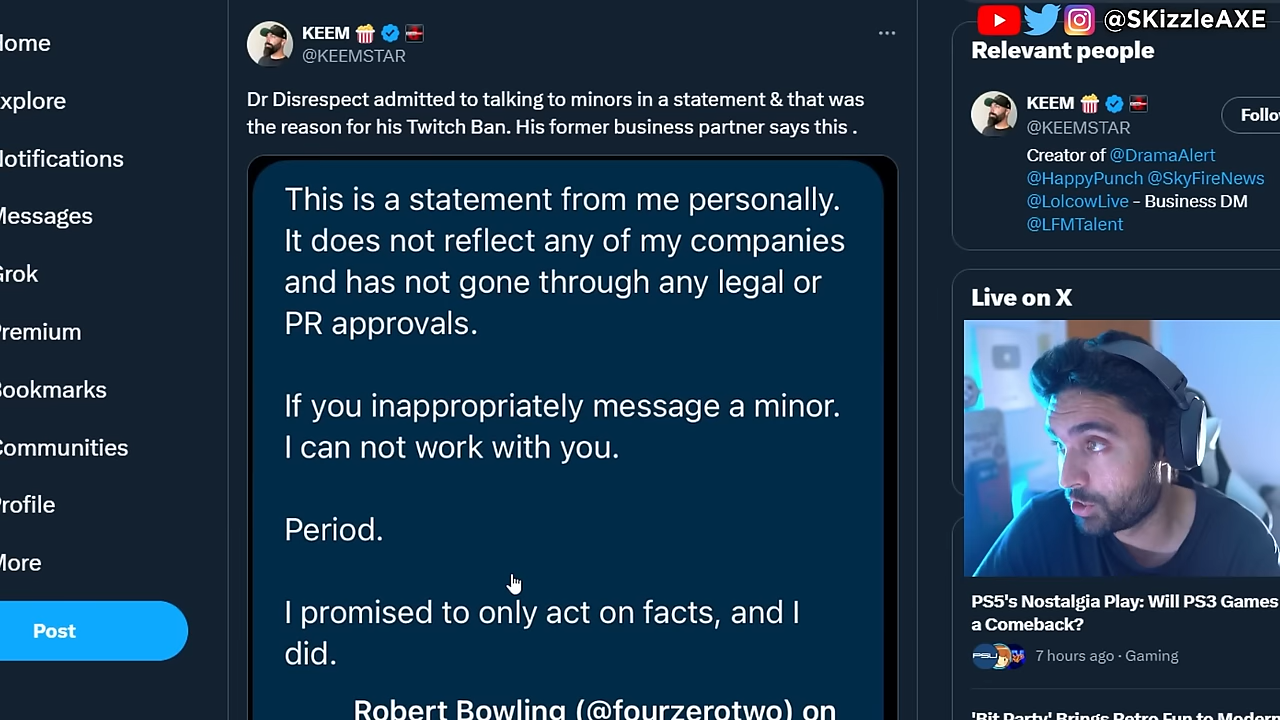 @SKizzleAXE
ome
xplore
otifications
Messages
rok
remium
ookmarks
ommunities
rofile
ore
Post
KEEM
@KEEMSTAR
Dr Disrespect admitted to talking to minors in a statement & that was
the reason for his Twitch Ban. His former business partner says this .
This is a statement from me personally.
It does not reflect any of my companies
and has not gone through any legal or
PR approvals.
If you inappropriately message a minor.
I can not work with you.
Period.
I promised to only act on facts, and I
did.
Robert Bowling (@fourzerotwo) on
Relevant people
KEEM
@KEEMSTAR
Follo
Creator of @DramaAlert
@HappyPunch @SkyFireNews
@LolcowLive - Business DM
@LFMTalent
Live on X
PS5's Nostalgia Play: Will PS3 Games
a Comeback?
7 hours ago · Gaming
'Bit Party' Brings Retro Fun to Modern